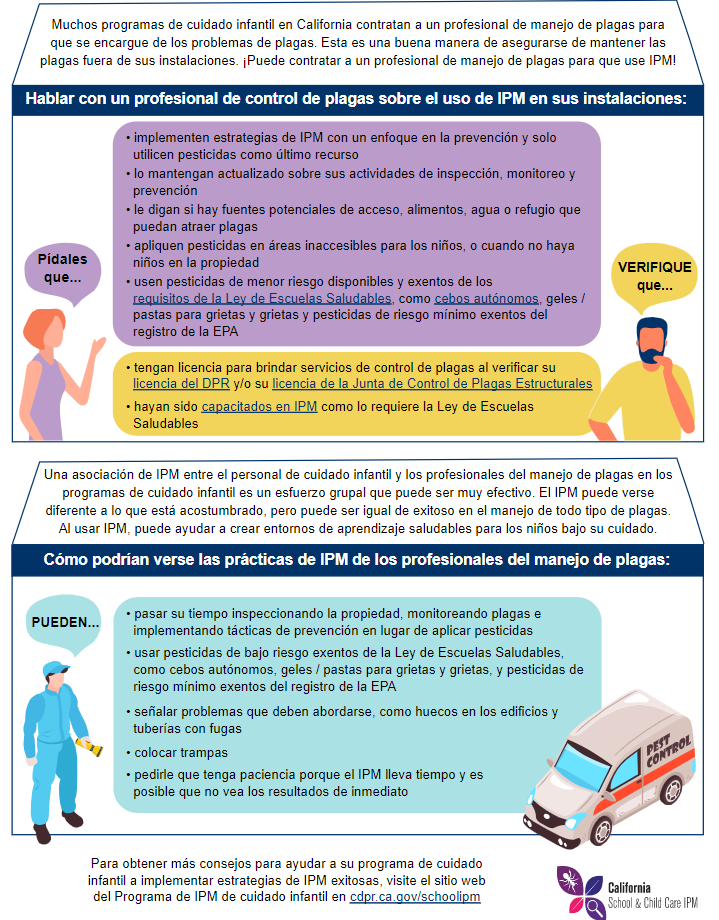 Muchos programas de cuidado infantil en California contratan a un profesional de manejo de plagas para
que se encargue de los problemas de plagas. Esta es una buena manera de asegurarse de mantener las
plagas fuera de sus instalaciones. ¡Puede contratar a un profesional de manejo de plagas para que use IPM!
Hablar con un profesional de control de plagas sobre el uso de IPM en sus instalaciones:
Pídales
que...
• implementen estrategias de IPM con un enfoque en la prevención y solo
utilicen pesticidas como último recurso
• lo mantengan actualizado sobre sus actividades de inspección, monitoreo y
prevención
• le digan si hay fuentes potenciales de acceso, alimentos, agua o refugio que
puedan atraer plagas
• apliquen pesticidas en áreas inaccesibles para los niños, o cuando no haya
niños en la propiedad
• usen pesticidas de menor riesgo disponibles y exentos de los
requisitos de la Ley de Escuelas Saludables, como cebos autónomos, geles /
pastas para grietas y grietas y pesticidas de riesgo mínimo exentos del
registro de la EPA
VERIFIQUE
que...
• tengan licencia para brindar servicios de control de plagas al verificar su
licencia del DPR y/o su licencia de la Junta de Control de Plagas Estructurales
• hayan sido capacitados en IPM como lo requiere la Ley de Escuelas
Saludables
Una asociación de IPM entre el personal de cuidado infantil y los profesionales del manejo de plagas en los
programas de cuidado infantil es un esfuerzo grupal que puede ser muy efectivo. El IPM puede verse
diferente a lo que está acostumbrado, pero puede ser igual de exitoso en el manejo de todo tipo de plagas.
Al usar IPM, puede ayudar a crear entornos de aprendizaje saludables para los niños bajo su cuidado.
Cómo podrían verse las prácticas de IPM de los profesionales del manejo de plagas:
PUEDEN...
• pasar su tiempo inspeccionando la propiedad, monitoreando plagas e
implementando tácticas de prevención en lugar de aplicar pesticidas
• usar pesticidas de bajo riesgo exentos de la Ley de Escuelas Saludables,
como cebos autónomos, geles / pastas para grietas y grietas, y pesticidas de
riesgo mínimo exentos del registro de la EPA
• señalar problemas que deben abordarse, como huecos en los edificios y
tuberías con fugas
• colocar trampas
• pedirle que tenga paciencia porque el IPM lleva tiempo y es
posible que no vea los resultados de inmediato
PEST
CONTROL
Para obtener más consejos para ayudar a su programa de cuidado
infantil a implementar estrategias de IPM exitosas, visite el sitio web
del Programa de IPM de cuidado infantil en cdpr.ca.gov/schoolipm
California
School & Child Care IPM